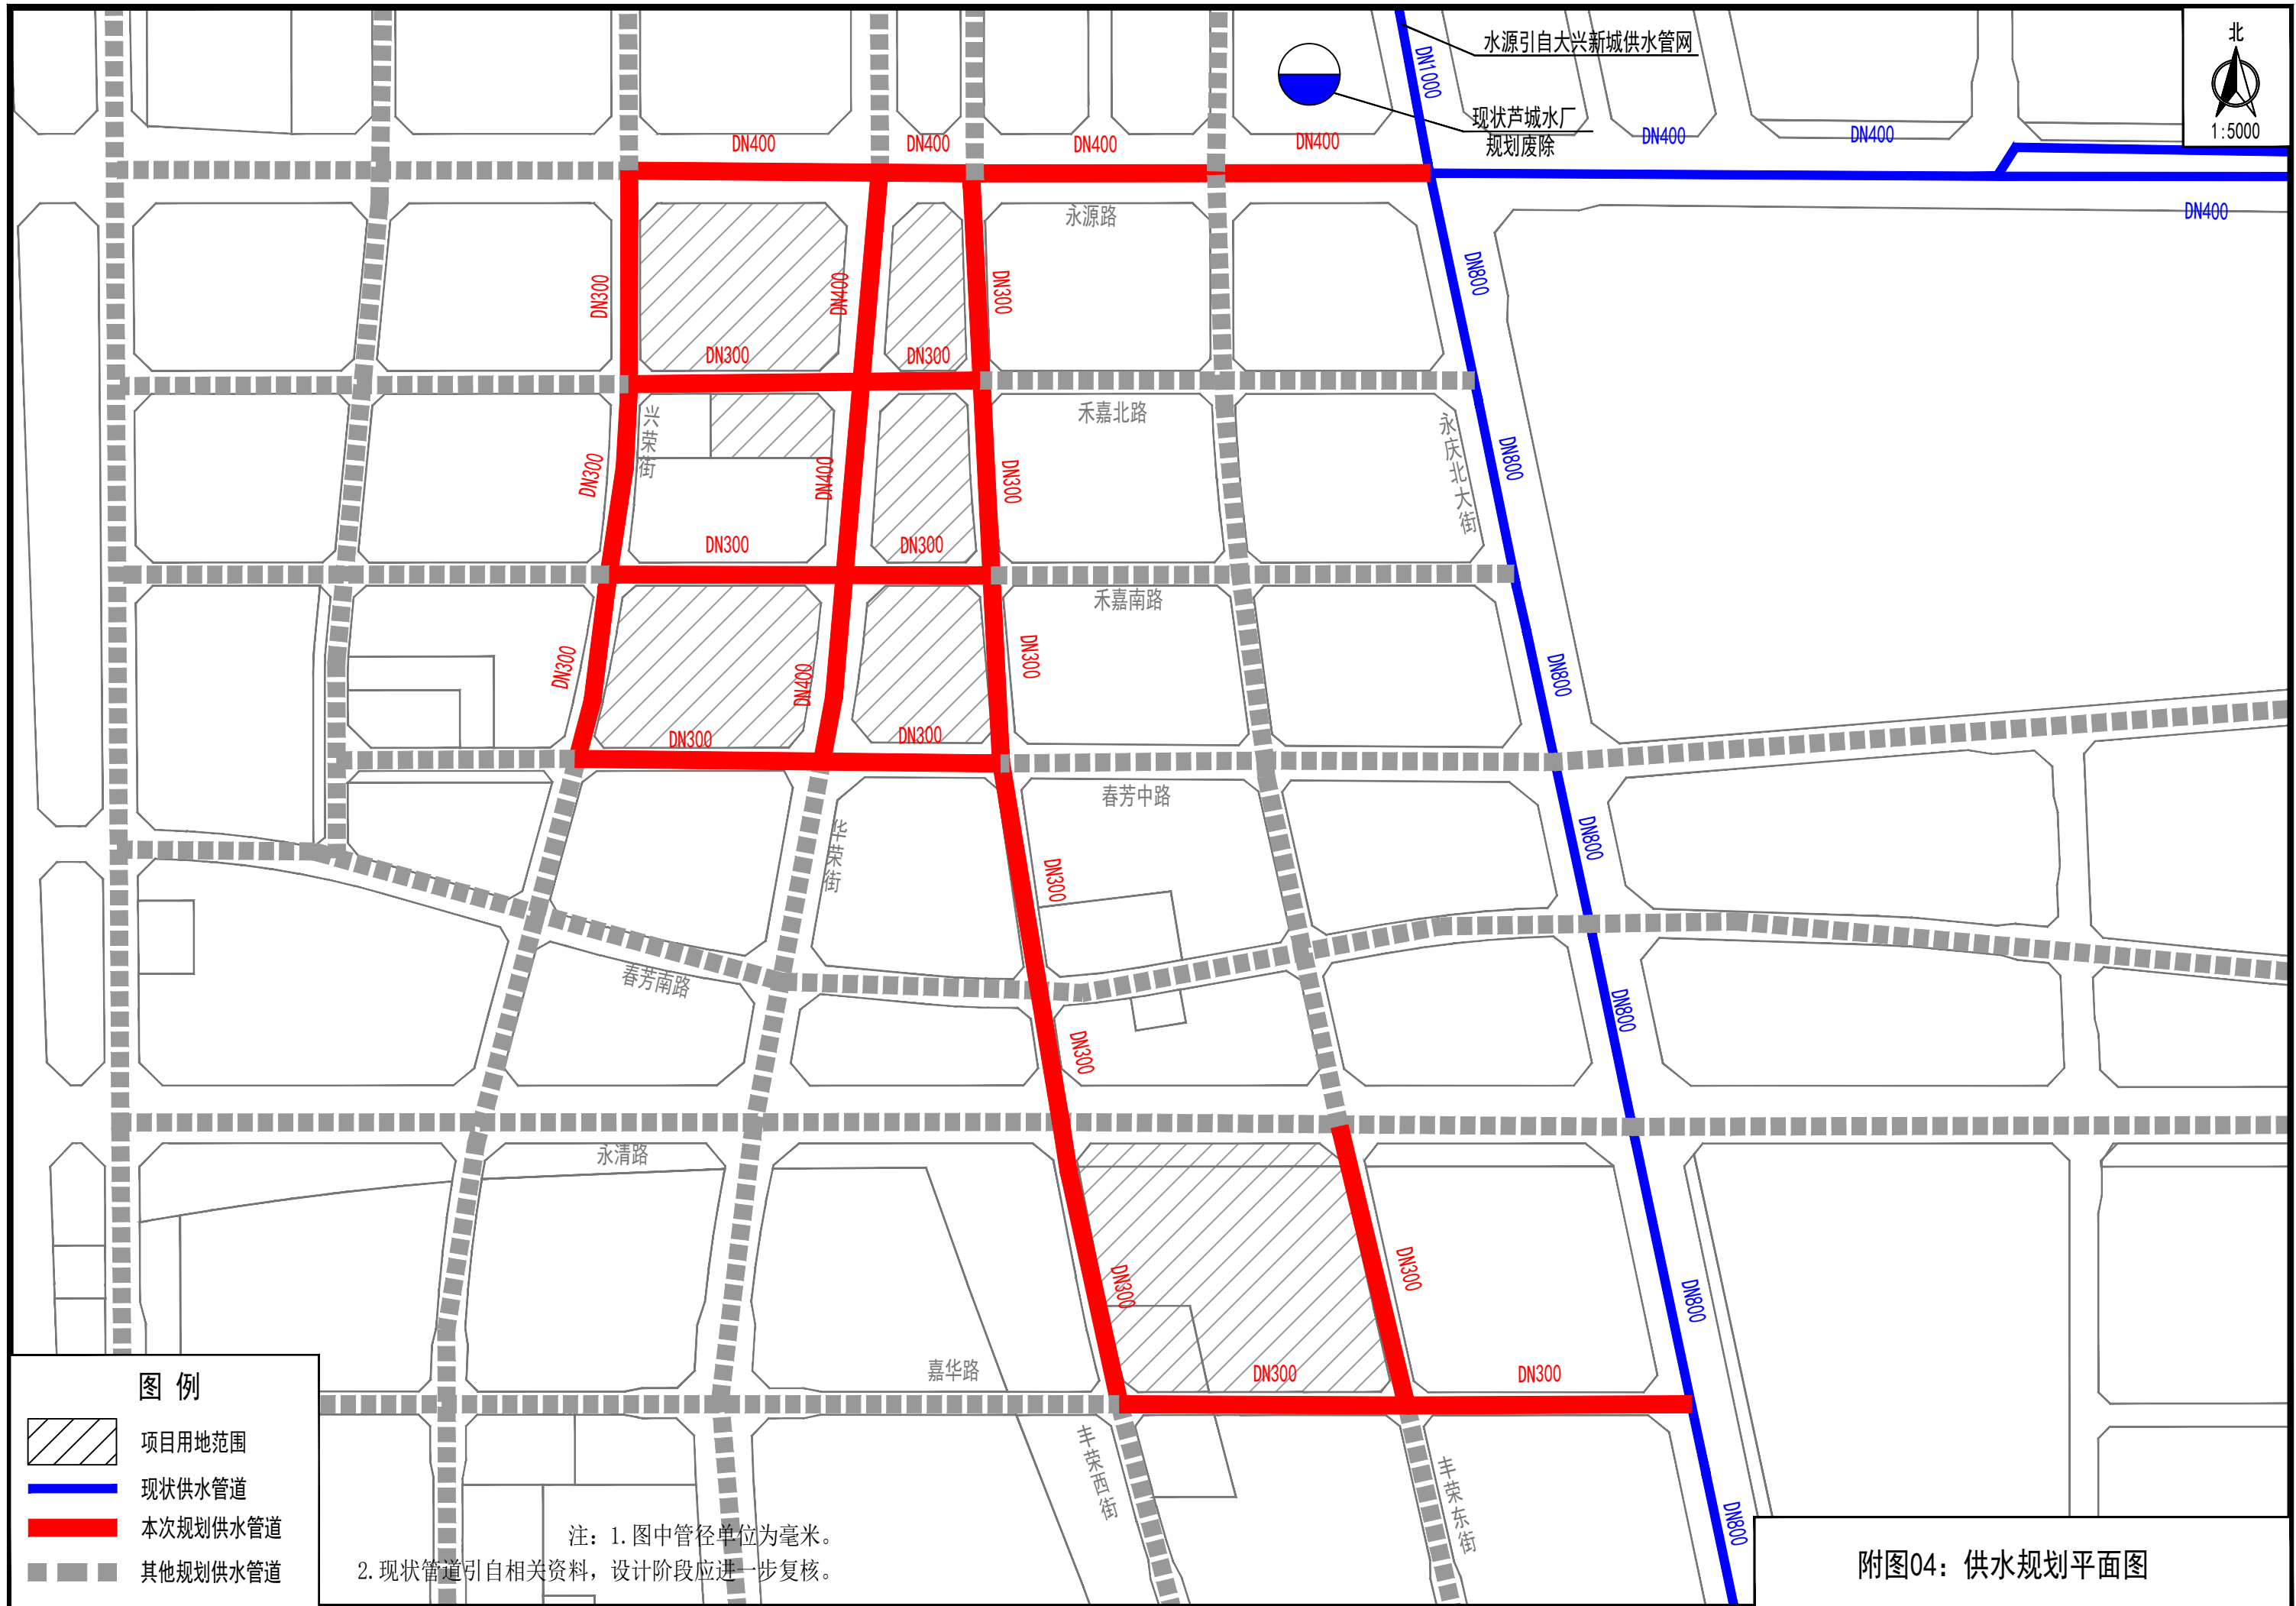 水源引自大兴新城供水管网
北
1:5000
DN1000
现状芦城水厂
规划废除
DN400
DN400
DN400
DN400
DN400
DN400
DN400
永源路
DN300
DN400
DN300
DN800
DN300
DN300
兴荣街
禾嘉北路
永庆北大街
DN800
DN300
DN400
DN300
DN300
DN300
禾嘉南路
DN300
DN400
DN300
DN800
DN300
DN300
春芳中路
华荣街
DN800
DN300
春芳南路
DN800
DN300
永清路
DN300
DN300
DN800
嘉华路
DN300
DN300
丰荣西街
丰荣东街
DN800
图 例
项目用地范围
现状供水管道
本次规划供水管道
其他规划供水管道
注：1.图中管径单位为毫米。
2.现状管道引自相关资料，设计阶段应进一步复核。
附图04：供水规划平面图